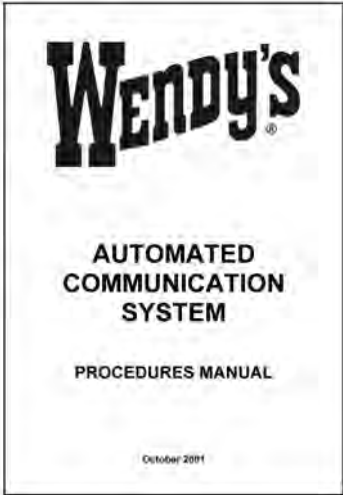 WENDY'S
®
AUTOMATED
COMMUNICATION
SYSTEM
PROCEDURES MANUAL
October 2001